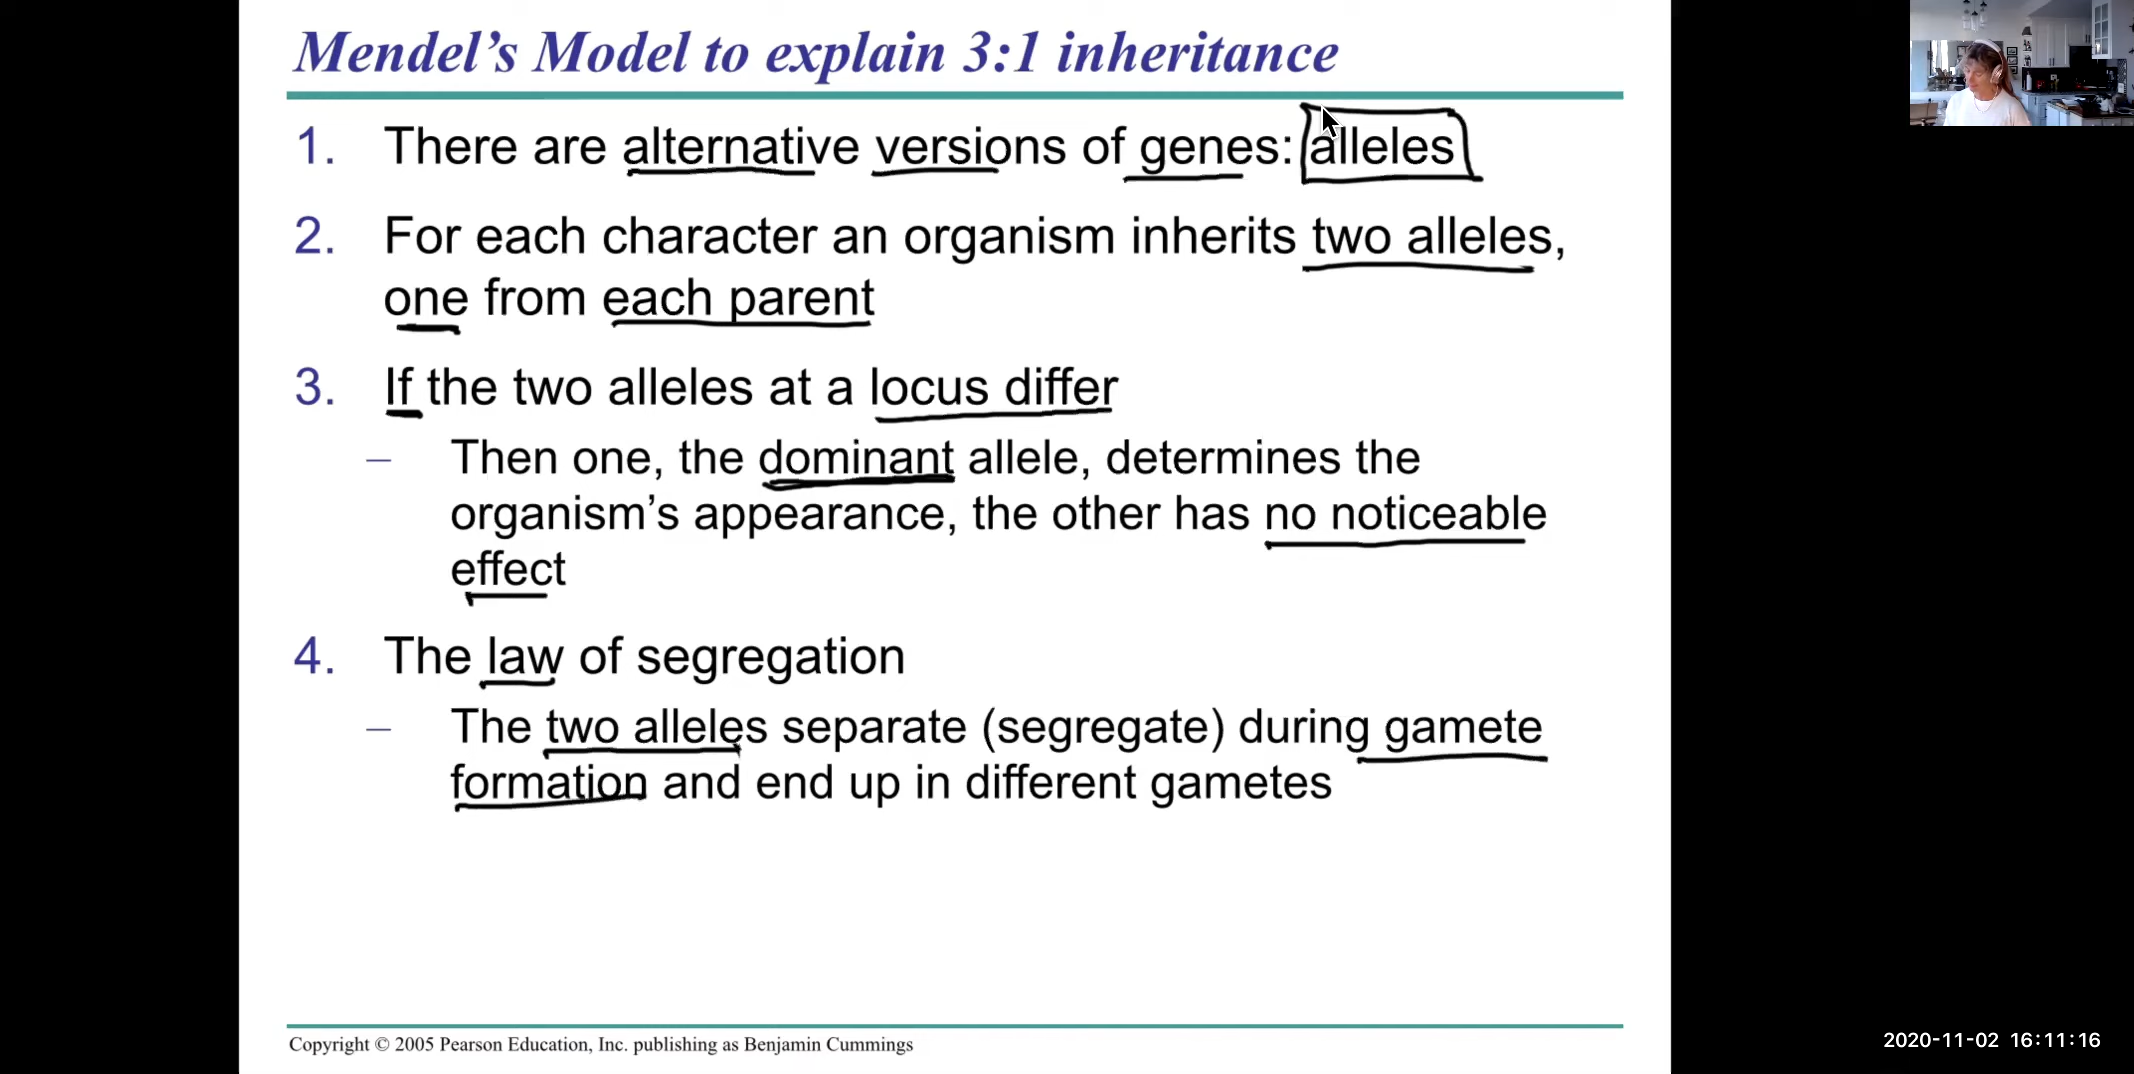 Mendel’s Model to explain 3:1 inheritance
1. There are alternative versions of genes: alleles
2. For each character an organism inherits two alleles,
one from each parent
3. If the two alleles at a locus differ
– Then one, the dominant allele, determines the
organism’s appearance, the other has no noticeable
effect
4. The law of segregation
– The two alleles separate (segregate) during gamete
formation and end up in different gametes
Copyright © 2005 Pearson Education, Inc. publishing as Benjamin Cummings
2020-11-02 16:11:16